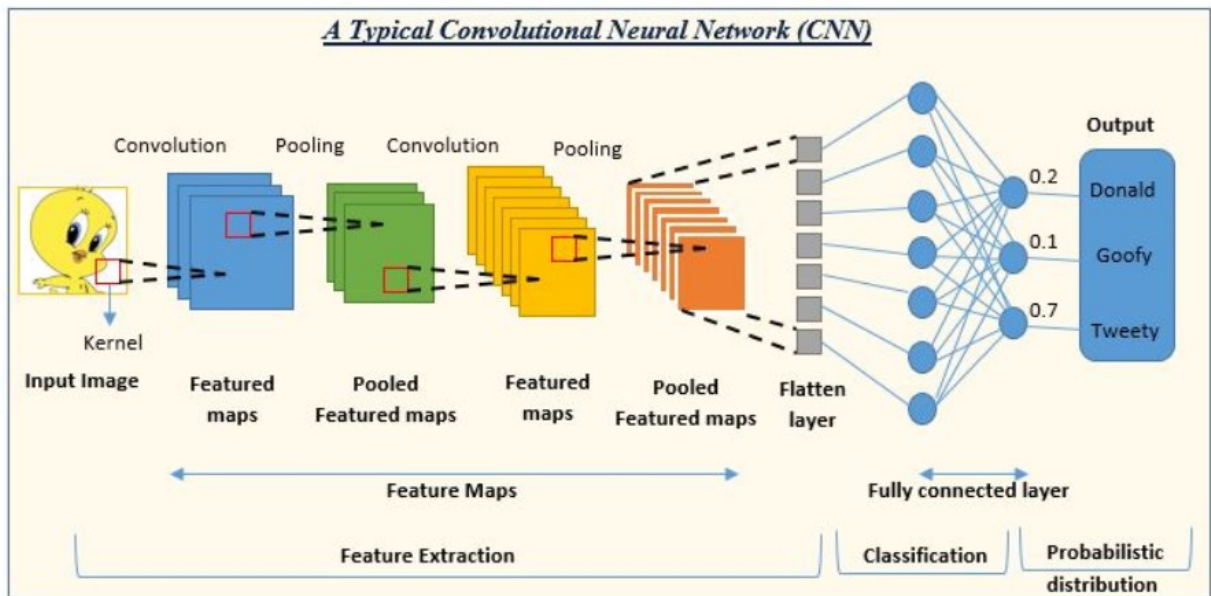 A Typical Convolutional Neural Network (CNN)
Convolution
Pooling
Convolution
Pooling
Output
0.2
Donald
0.1
Goofy
0.7
Tweety
Kernel
Input Image
Featured
maps
Pooled
Featured maps
Featured
maps
Pooled
Featured maps
Flatten
layer
Feature Maps
Fully connected layer
Feature Extraction
Classification
Probabilistic
distribution